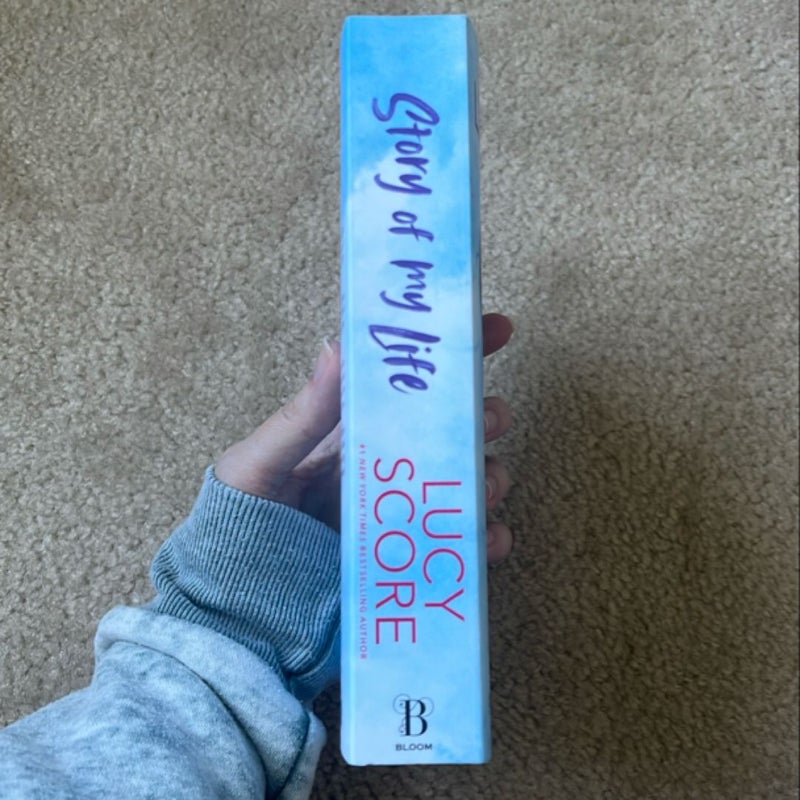 Story of my Life
LUCY
SCORE
#1 NEW YORK TIMES BESTSELLING AUTHOR
B
BLOOM